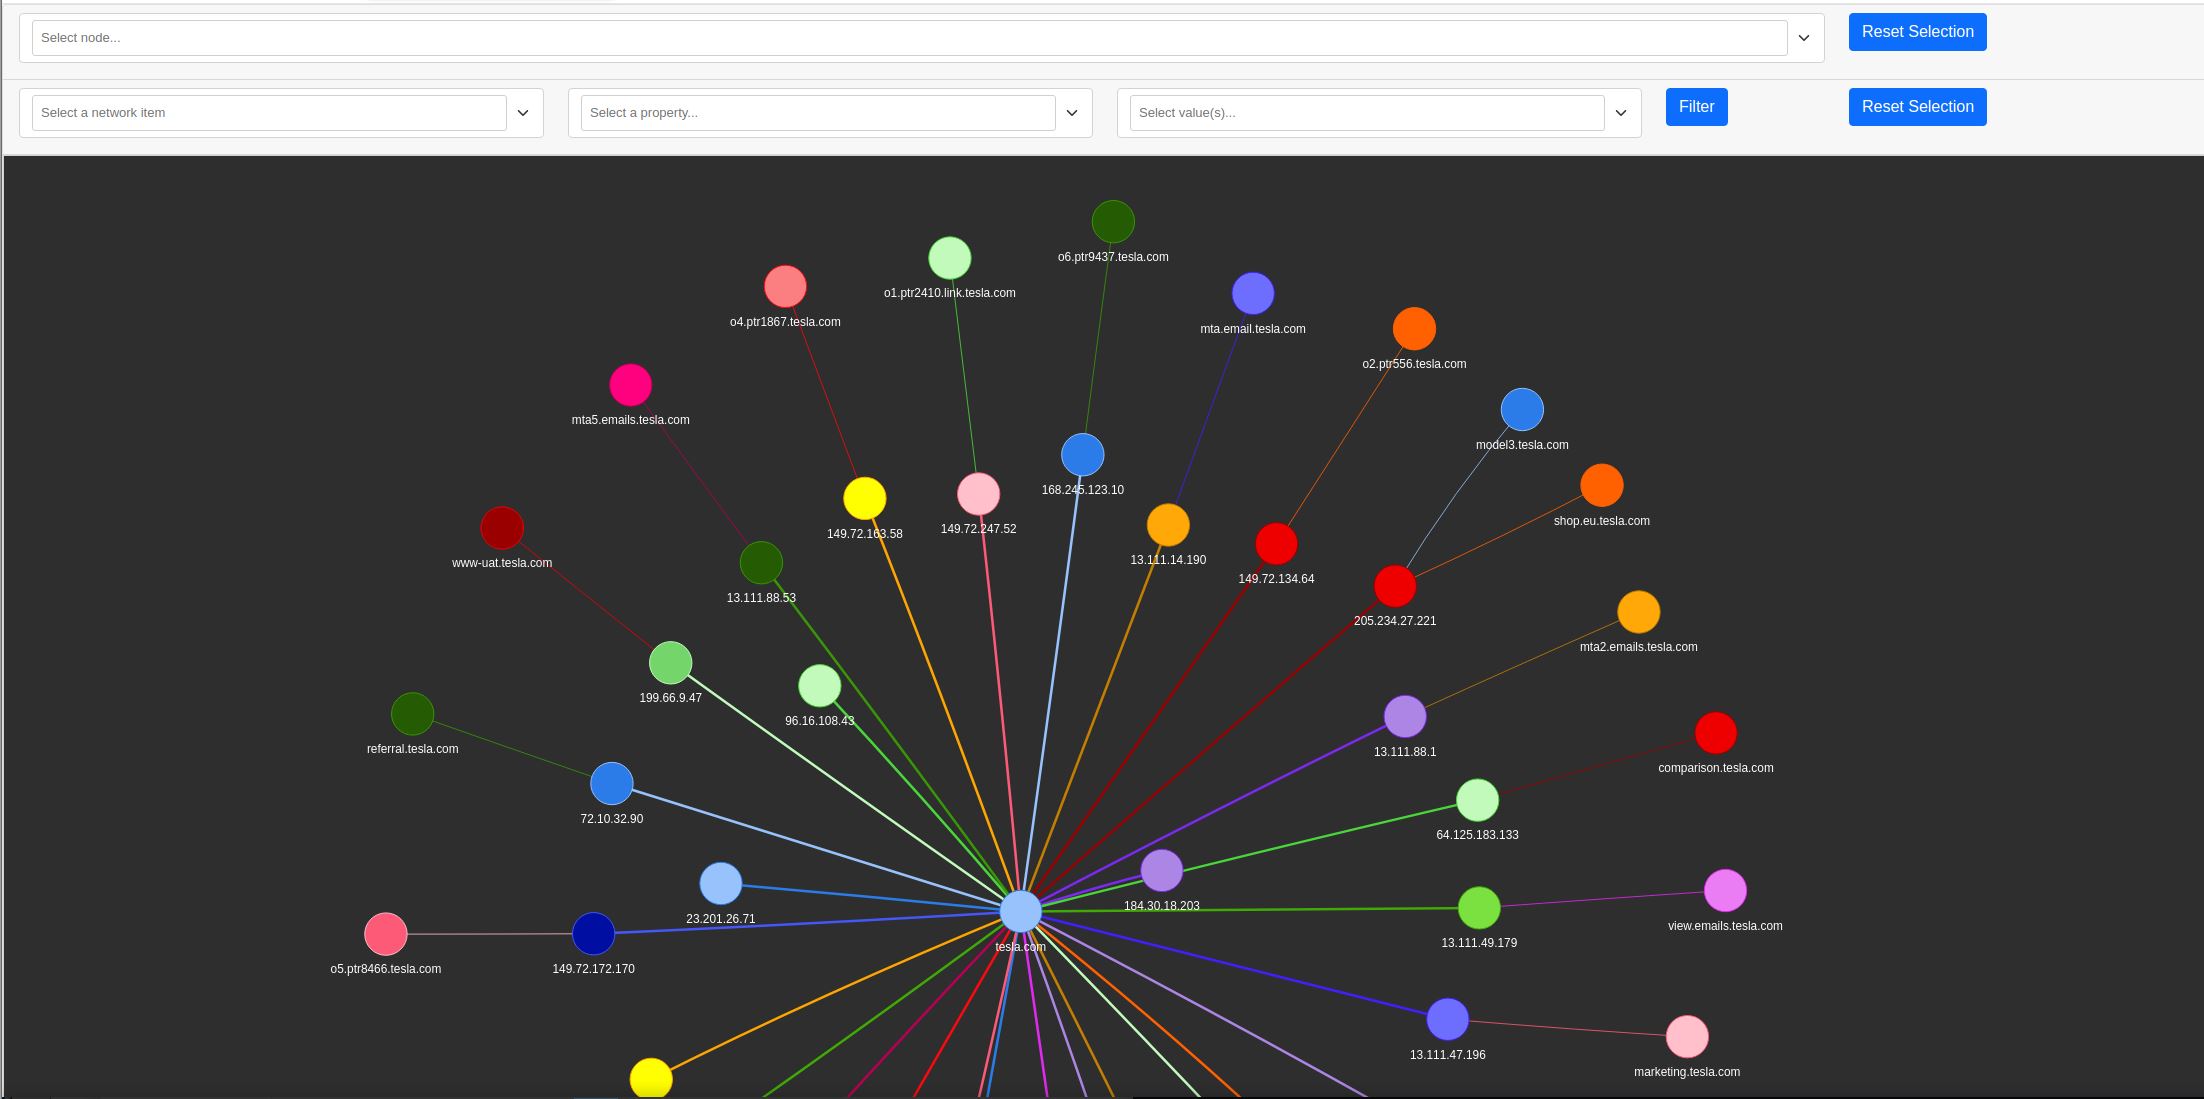 Select node...
Reset Selection
Select a network item
Select a property...
Select value(s)...
Filter
Reset Selection
o6.ptr9437.tesla.com
o1.ptr2410.link.tesla.com
o4.ptr1867.tesla.com
mta.email.tesla.com
o2.ptr556.tesla.com
mta5.emails.tesla.com
model3.tesla.com
168.245.123.10
shop.eu.tesla.com
149.72.247.52
149.72.163.58
13.111.14.190
www-uat.tesla.com
149.72.134.64
13.111.88.53
205.234.27.221
mta2.emails.tesla.com
199.66.9.47
96.16.108.43
referral.tesla.com
13.111.88.1
comparison.tesla.com
72.10.32.90
64.125.183.133
184.30.18.203
23.201.26.71
view.emails.tesla.com
13.111.49.179
tesla.com
o5.ptr8466.tesla.com
149.72.172.170
13.111.47.196
marketing.tesla.com